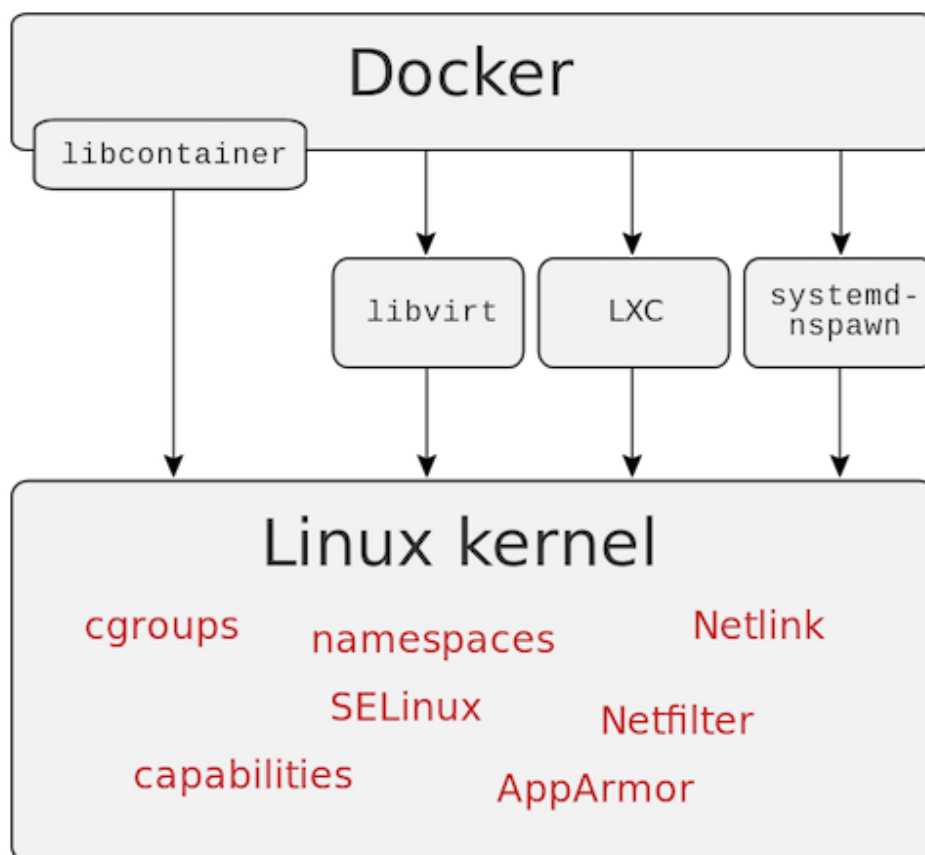 Docker
libcontainer
libvirt
LXC
systemd-
nspawn
Linux kernel
cgroups
namespaces
Netlink
SELinux
Netfilter
capabilities
AppArmor